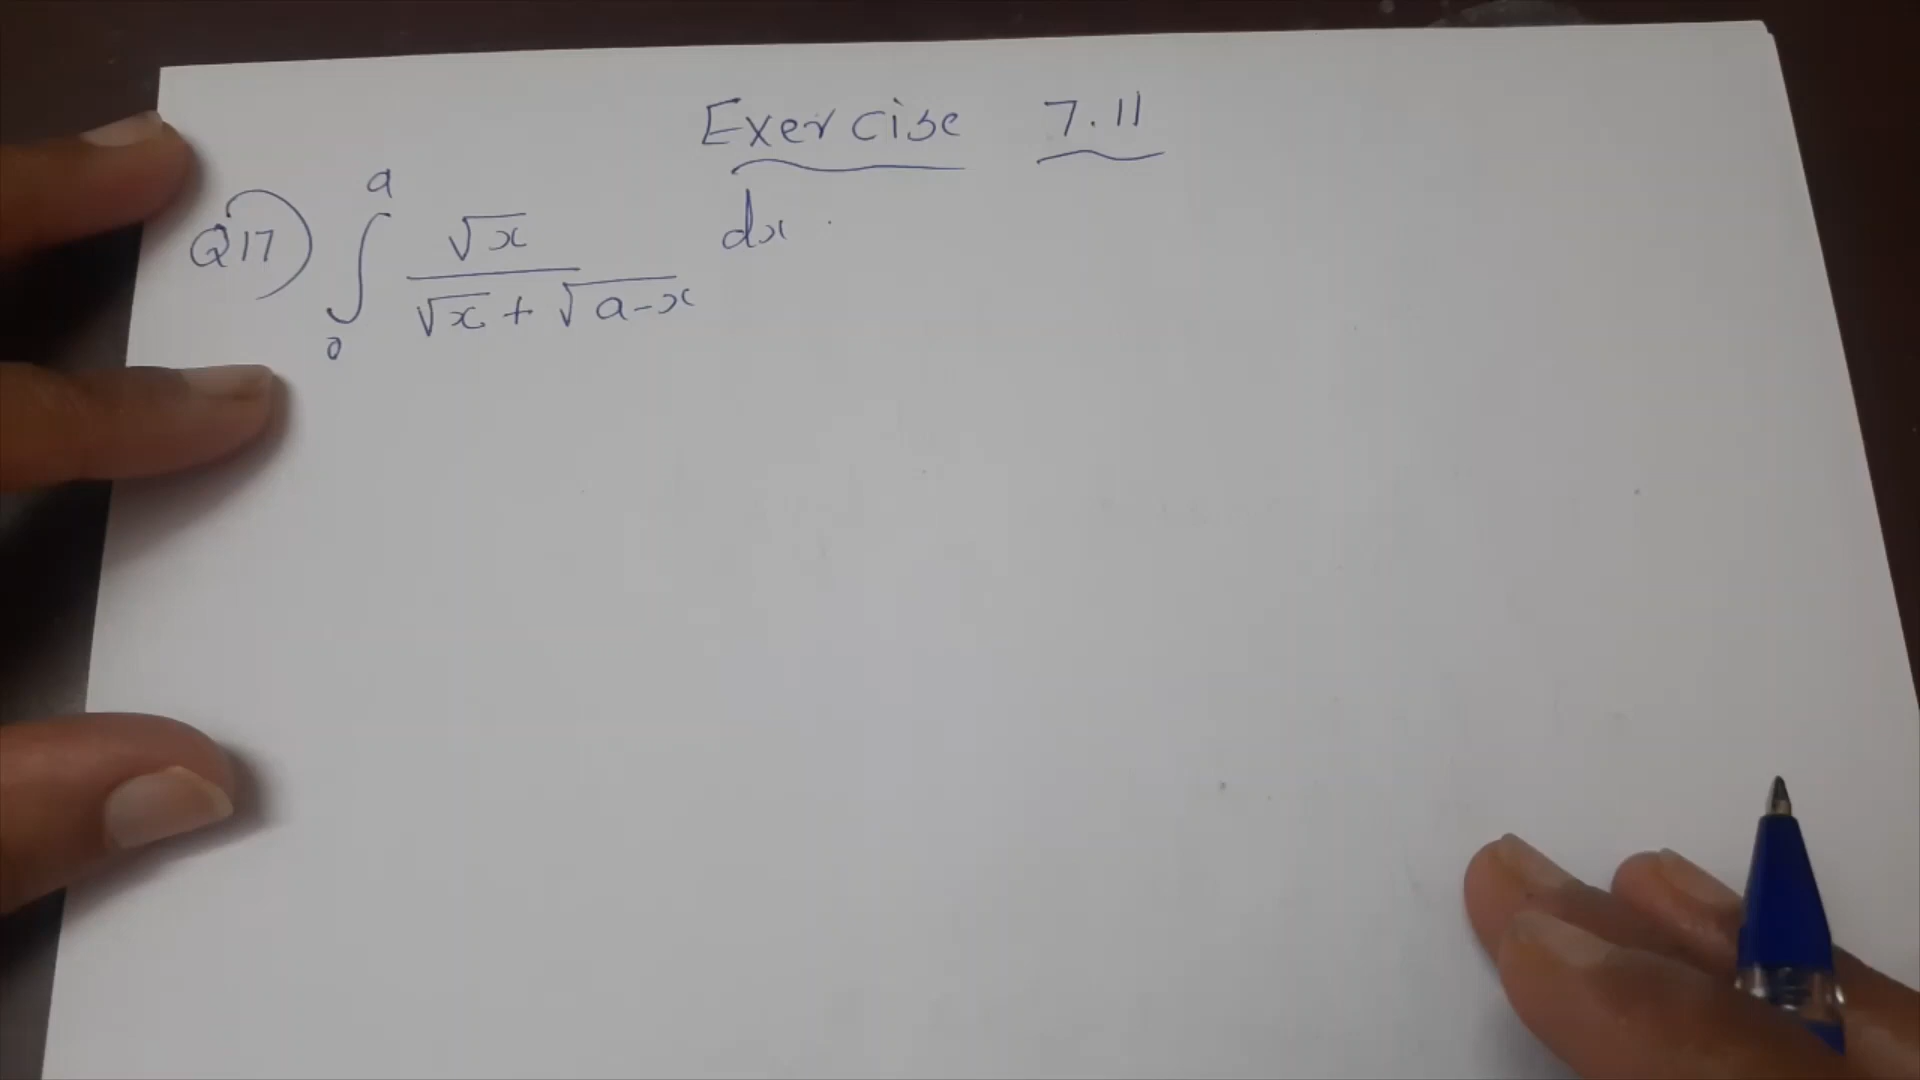 Exercise 7.11
Q17) ∫₀ᵃ √x / (√x + √(a-x)) dx.